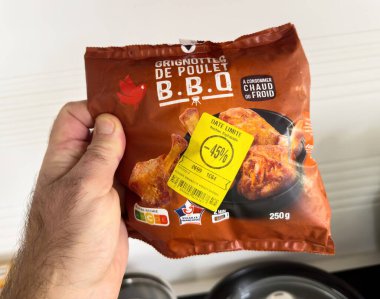 GRIGNOTTES
DE POULET
B.B.Q
À CONSOMMER
CHAUD
OU
FROID
DATE LIMITE
-45%
250g